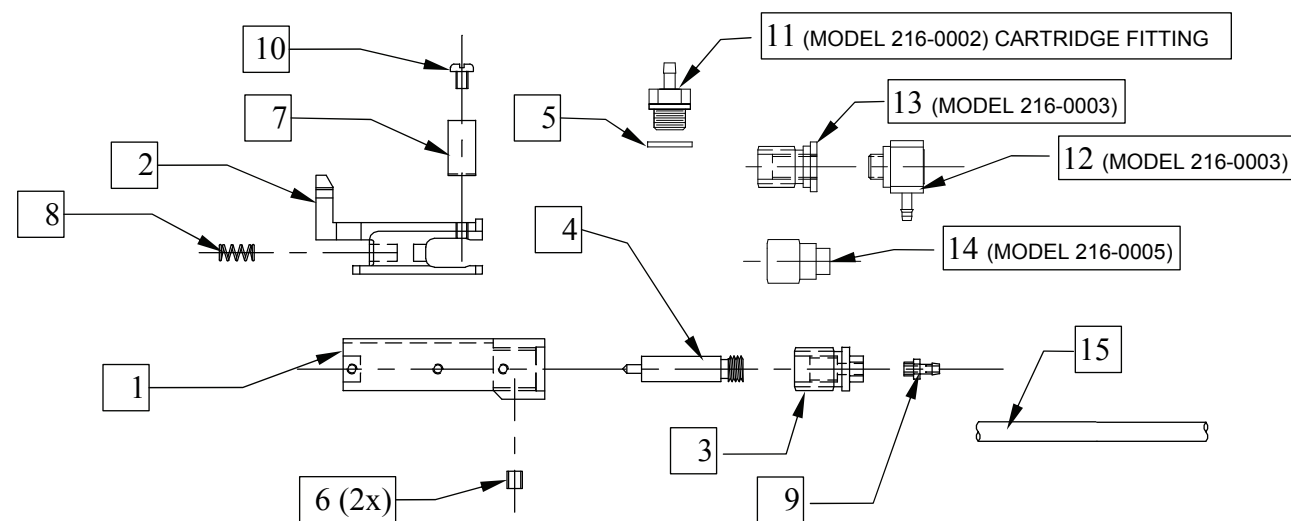 11 (MODEL 216-0002) CARTRIDGE FITTING
10
13 (MODEL 216-0003)
7
5
2
12 (MODEL 216-0003)
8
4
14 (MODEL 216-0005)
15
1
3
6 (2x)
9